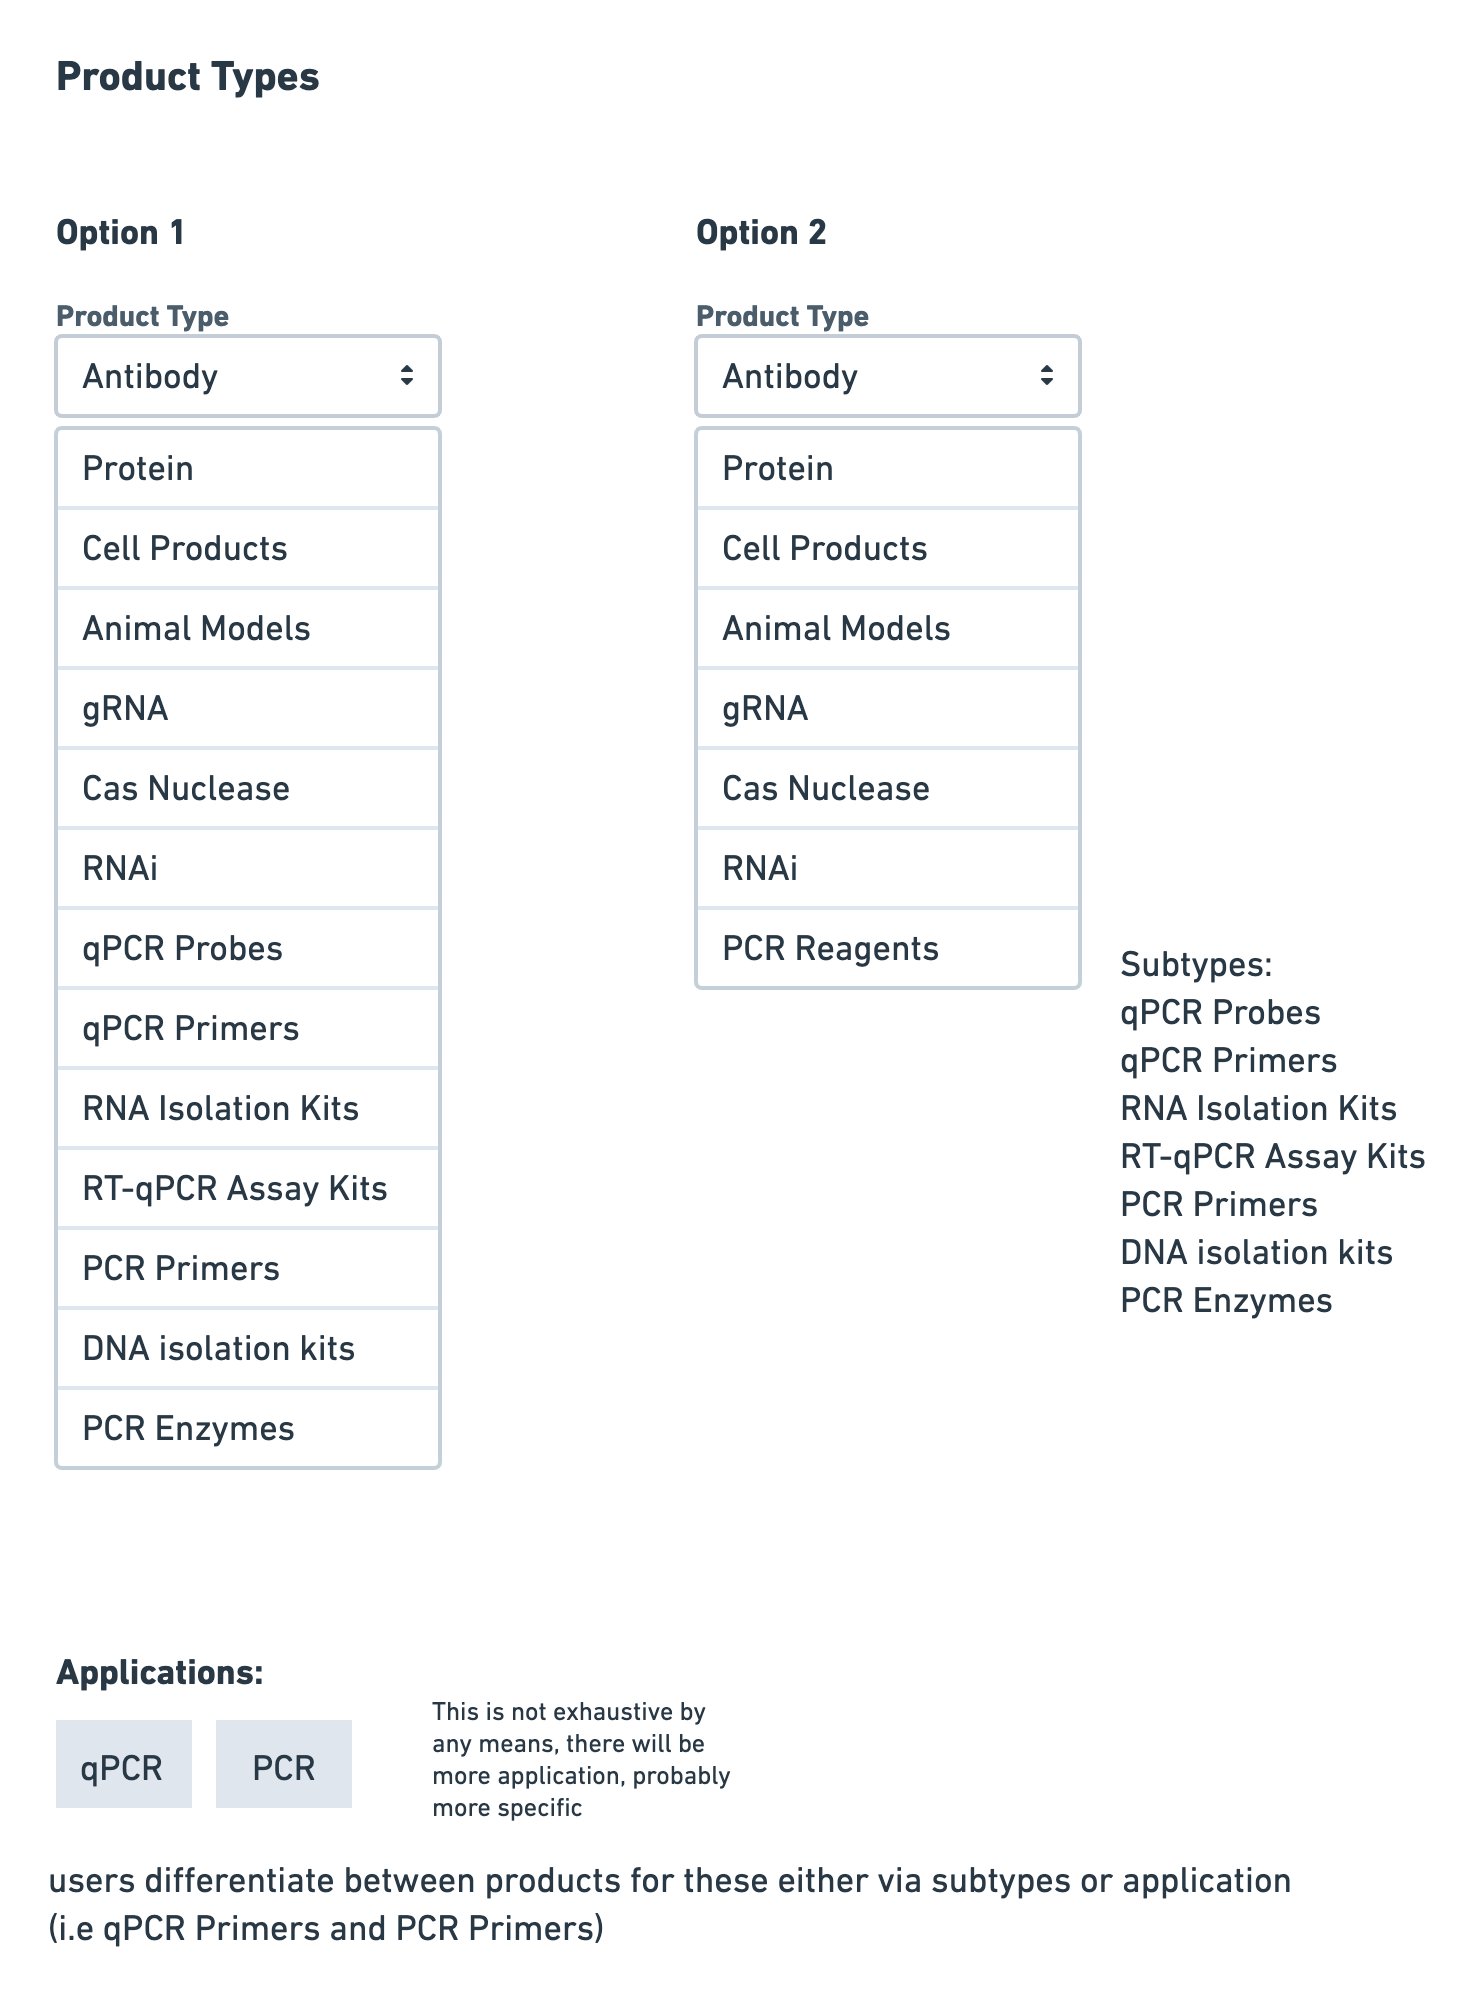 Product Types
Option 1
Product Type
Antibody
Protein
Cell Products
Animal Models
gRNA
Cas Nuclease
RNAi
qPCR Probes
qPCR Primers
RNA Isolation Kits
RT-qPCR Assay Kits
PCR Primers
DNA isolation kits
PCR Enzymes
Option 2
Product Type
Antibody
Protein
Cell Products
Animal Models
gRNA
Cas Nuclease
RNAi
PCR Reagents
Subtypes:
qPCR Probes
qPCR Primers
RNA Isolation Kits
RT-qPCR Assay Kits
PCR Primers
DNA isolation kits
PCR Enzymes
Applications:
qPCR
PCR
This is not exhaustive by
any means, there will be
more application, probably
more specific
users differentiate between products for these either via subtypes or application
(i.e qPCR Primers and PCR Primers)